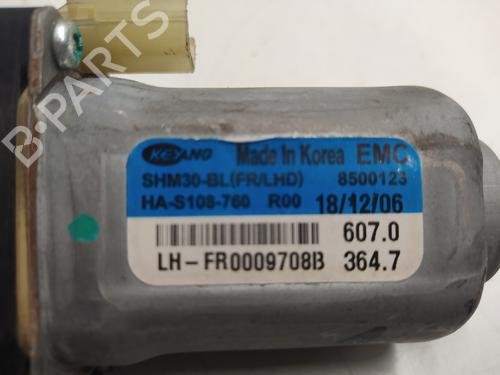 KEYANG Made In Korea EMC
SHM30-BL(FR/LHD) 8500123
HA-S108-760 R00 18/12/06
607.0
LH-FR0009708B 364.7
B-PARTS